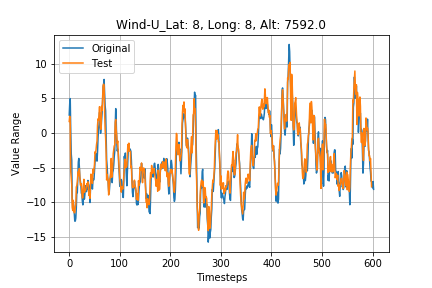 Wind-U_Lat: 8, Long: 8, Alt: 7592.0
Original
Test
Value Range
10
5
0
−5
−10
−15
0 100 200 300 400 500 600
Timesteps